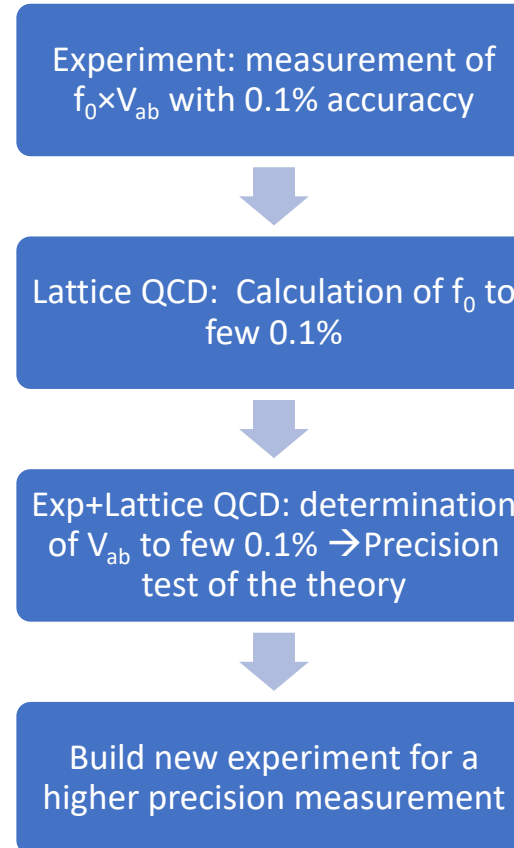 Experiment: measurement of
f₀×V_ab with 0.1% accuraccy
Lattice QCD:  Calculation of f₀ to
few 0.1%
Exp+Lattice QCD: determination
of V_ab to few 0.1% →Precision
test of the theory
Build new experiment for a
higher precision measurement